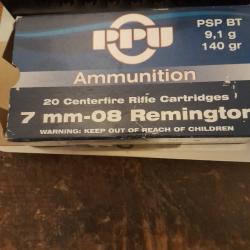 PPU
PSP BT
9,1 g
140 gr
Ammunition
20 Centerfire Rifle Cartridges
7 mm-08 Remington
WARNING: KEEP OUT OF REACH OF CHILDREN